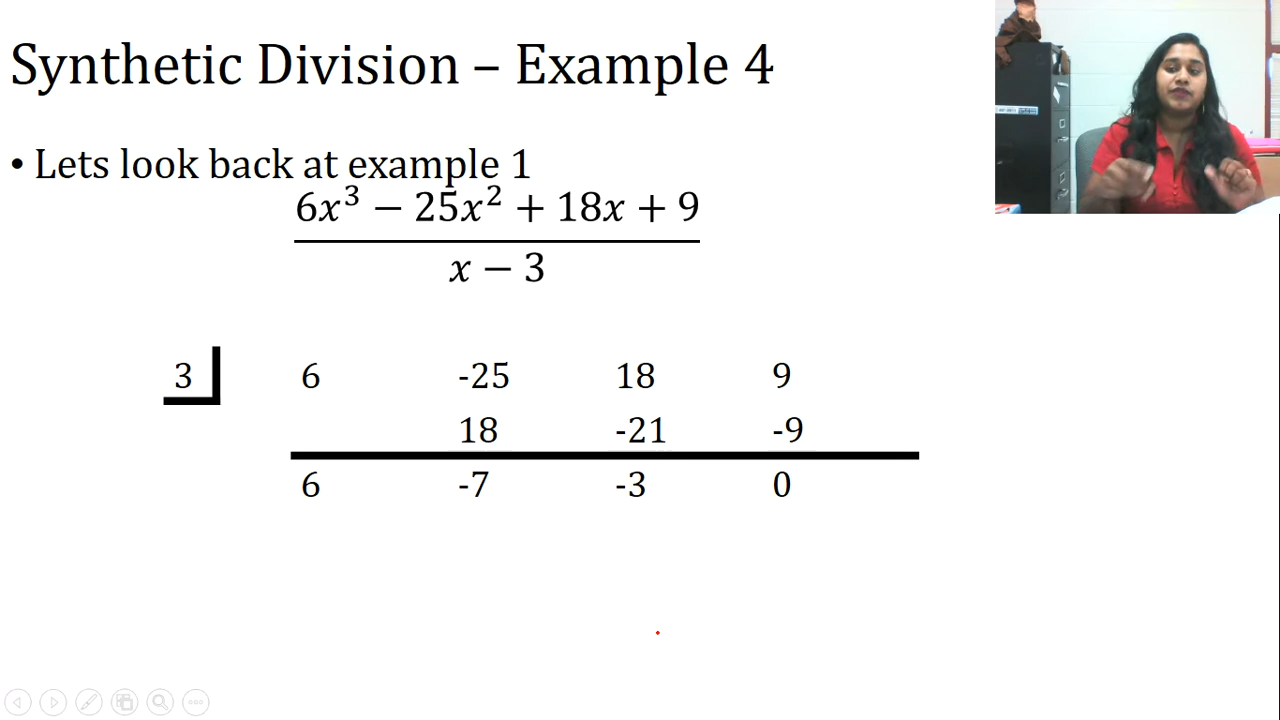 Synthetic Division – Example 4
• Lets look back at example 1
6x³ − 25x² + 18x + 9
x − 3
3 6 -25 18 9
18 -21 -9
6 -7 -3 0